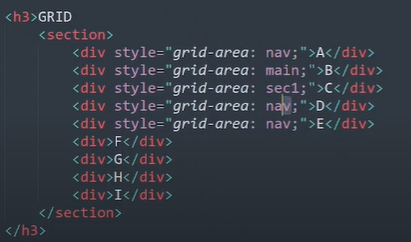 <h3>GRID
<section>
<div style="grid-area: nav;">A</div>
<div style="grid-area: main;">B</div>
<div style="grid-area: sec1;">C</div>
<div style="grid-area: nav;">D</div>
<div style="grid-area: nav;">E</div>
<div>F</div>
<div>G</div>
<div>H</div>
<div>I</div>
</section>
</h3>